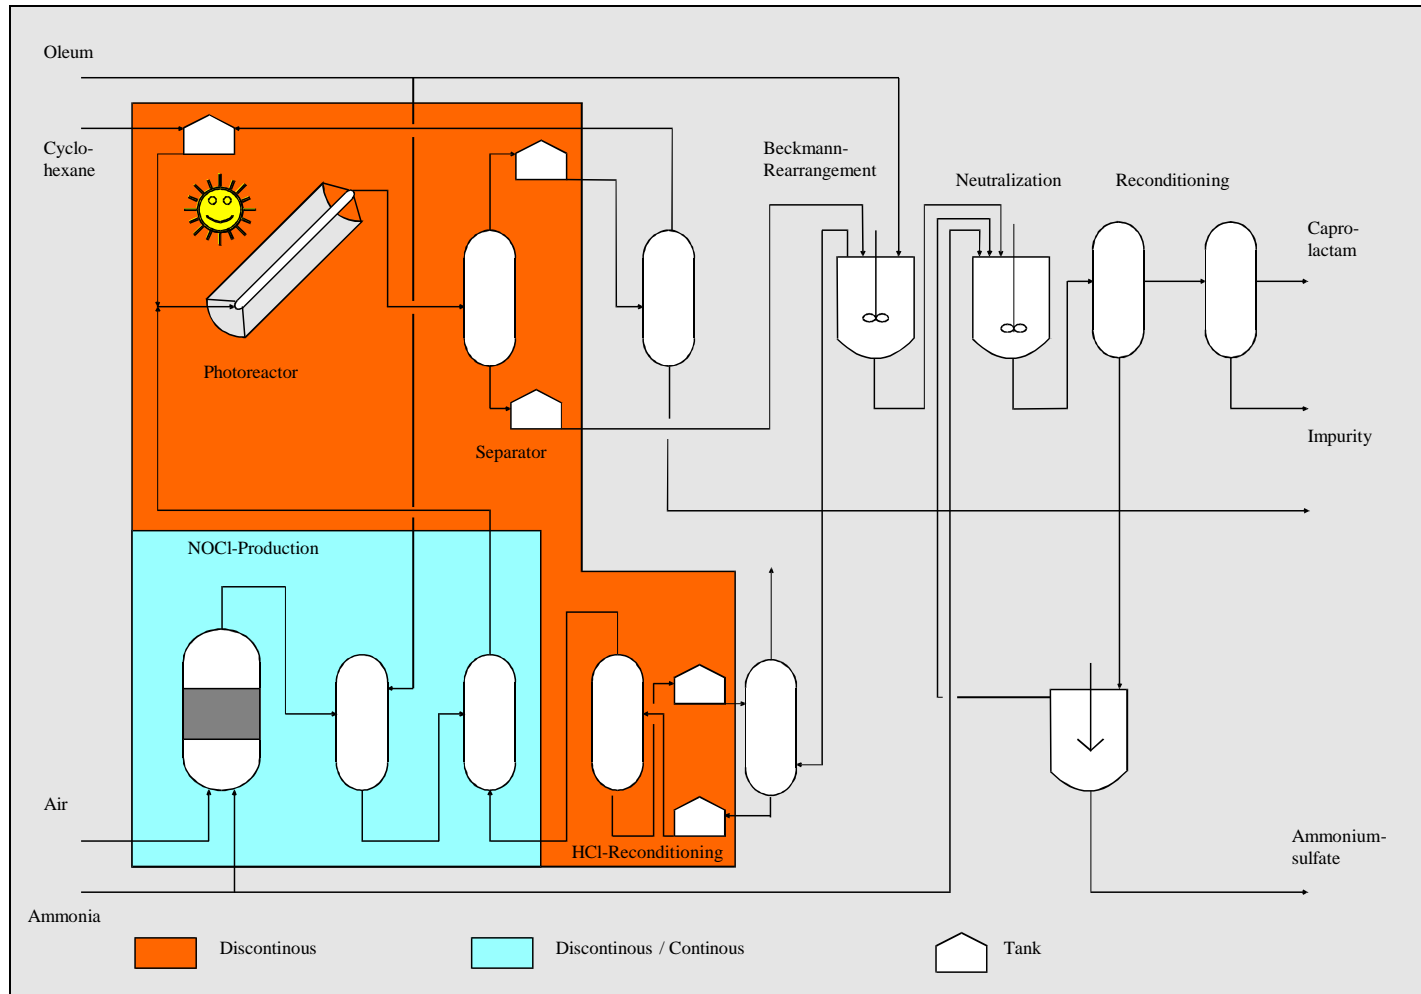 Oleum
Cyclo-
hexane
Beckmann-
Rearrangement
Neutralization
Reconditioning
Capro-
lactam
Photoreactor
Impurity
Separator
NOCl-Production
Air
HCl-Reconditioning
Ammonium-
sulfate
Ammonia
Discontinous
Discontinous / Continous
Tank